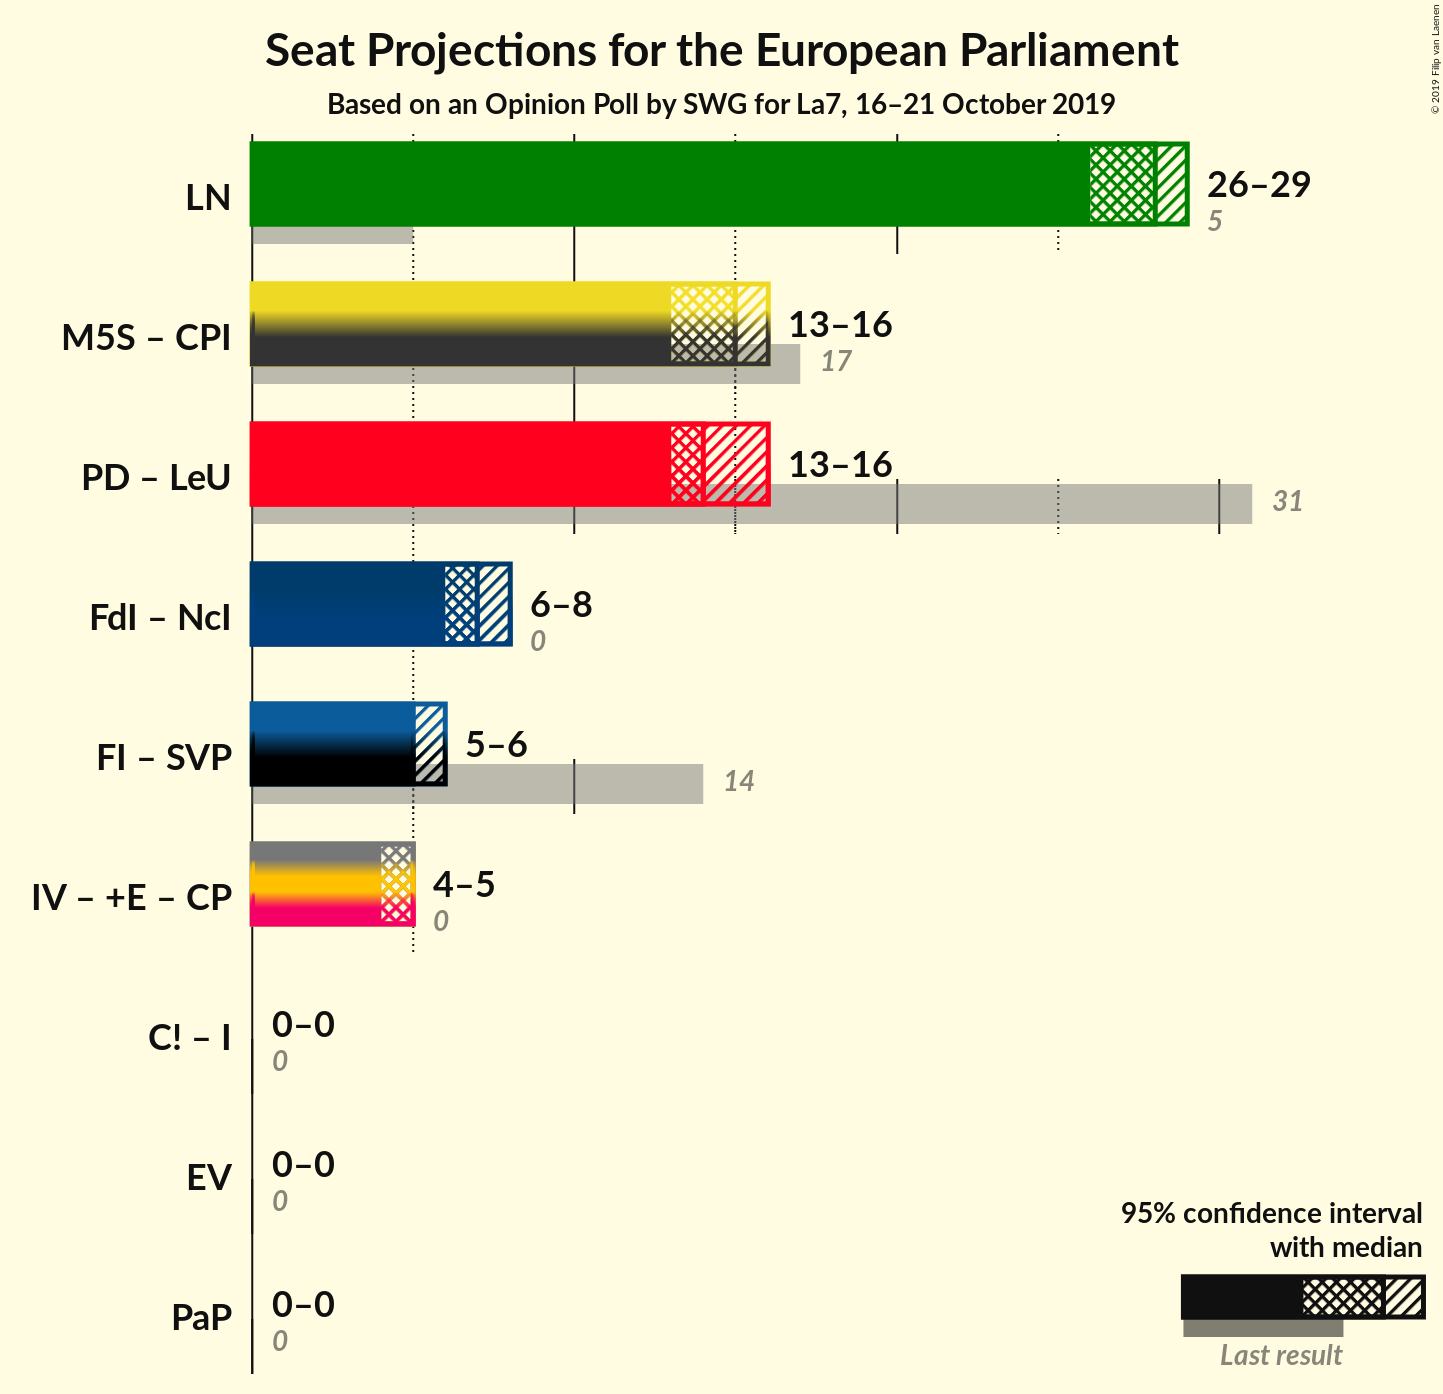 Seat Projections for the European Parliament
Based on an Opinion Poll by SWG for La7, 16–21 October 2019
© 2019 Filip van Laenen
LN
26–29
5
M5S – CPI
13–16
17
PD – LeU
13–16
31
FdI – NcI
6–8
0
FI – SVP
5–6
14
IV – +E – CP
4–5
0
C! – I
0–0
0
EV
0–0
0
PaP
0–0
0
95% confidence interval
with median
Last result